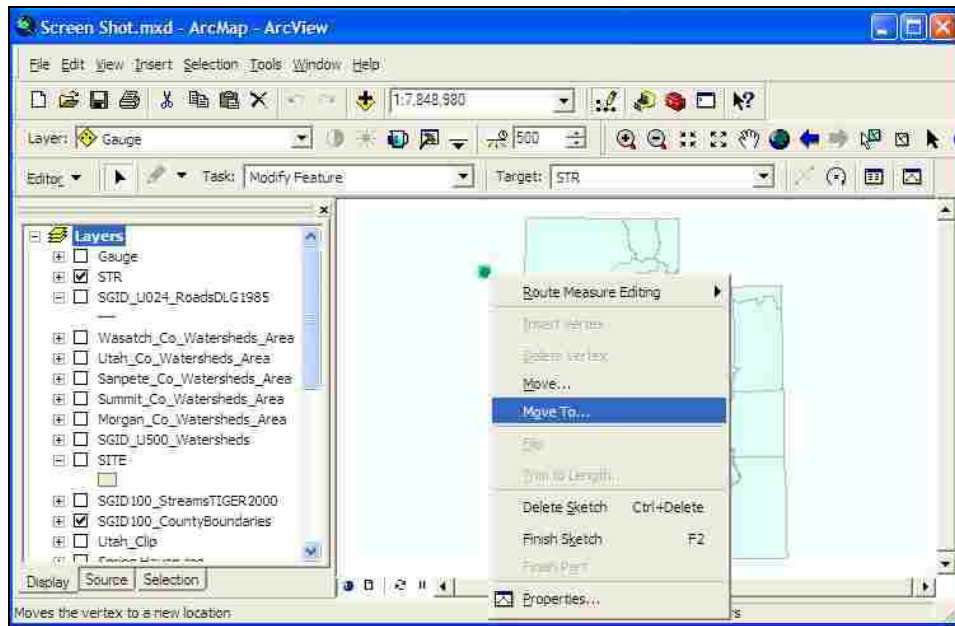 Screen Shot.mxd - ArcMap - ArcView
File Edit View Insert Selection Tools Window Help
1:7,848,980
Layer: Gauge 500
Editor Task: Modify Feature Target: STR
Layers
Gauge
STR
SGID_U024_RoadsDLG1985
Wasatch_Co_Watersheds_Area
Utah_Co_Watersheds_Area
Sanpete_Co_Watersheds_Area
Summit_Co_Watersheds_Area
Morgan_Co_Watersheds_Area
SGID_U500_Watersheds
SITE
SGID100_StreamsTIGER2000
SGID100_CountyBoundaries
Utah_Clip
Display Source Selection
Route Measure Editing
Insert Vertex
Delete Vertex
Move...
Move To...
Flip
Trim to Length...
Delete Sketch Ctrl+Delete
Finish Sketch F2
Finish Part
Properties...
Moves the vertex to a new location